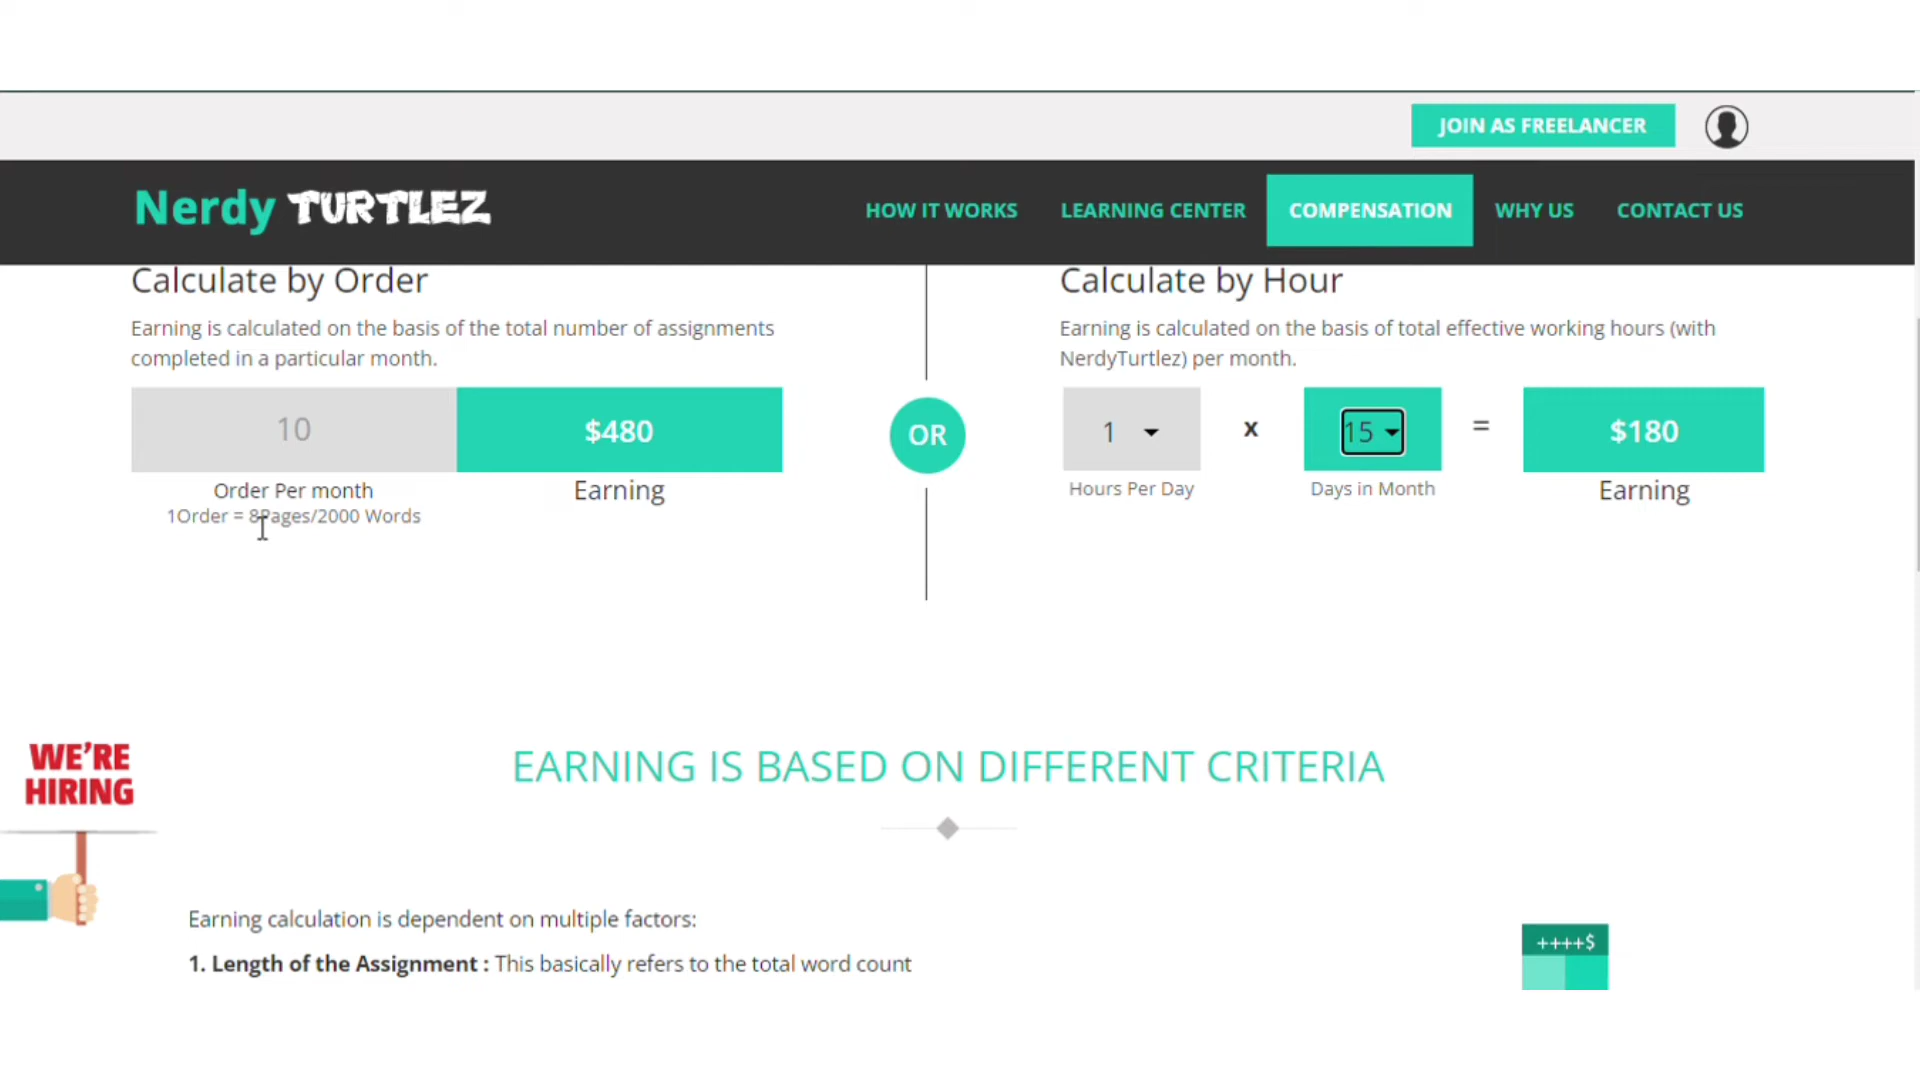 JOIN AS FREELANCER
Nerdy TURTLEZ
HOW IT WORKS
LEARNING CENTER
COMPENSATION
WHY US
CONTACT US
Calculate by Order
Earning is calculated on the basis of the total number of assignments
completed in a particular month.
10
$480
Order Per month
1Order = 8Pages/2000 Words
Earning
OR
Calculate by Hour
Earning is calculated on the basis of total effective working hours (with
NerdyTurtlez) per month.
1
x
15
=
$180
Hours Per Day
Days in Month
Earning
WE'RE
HIRING
EARNING IS BASED ON DIFFERENT CRITERIA
Earning calculation is dependent on multiple factors:
1. Length of the Assignment : This basically refers to the total word count
++++$